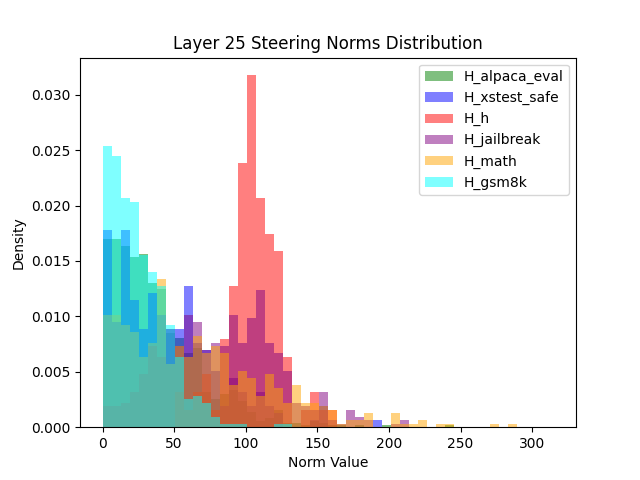 Layer 25 Steering Norms Distribution
H_alpaca_eval
H_xstest_safe
H_h
H_jailbreak
H_math
H_gsm8k
Density
0.030
0.025
0.020
0.015
0.010
0.005
0.000
0 50 100 150 200 250 300
Norm Value